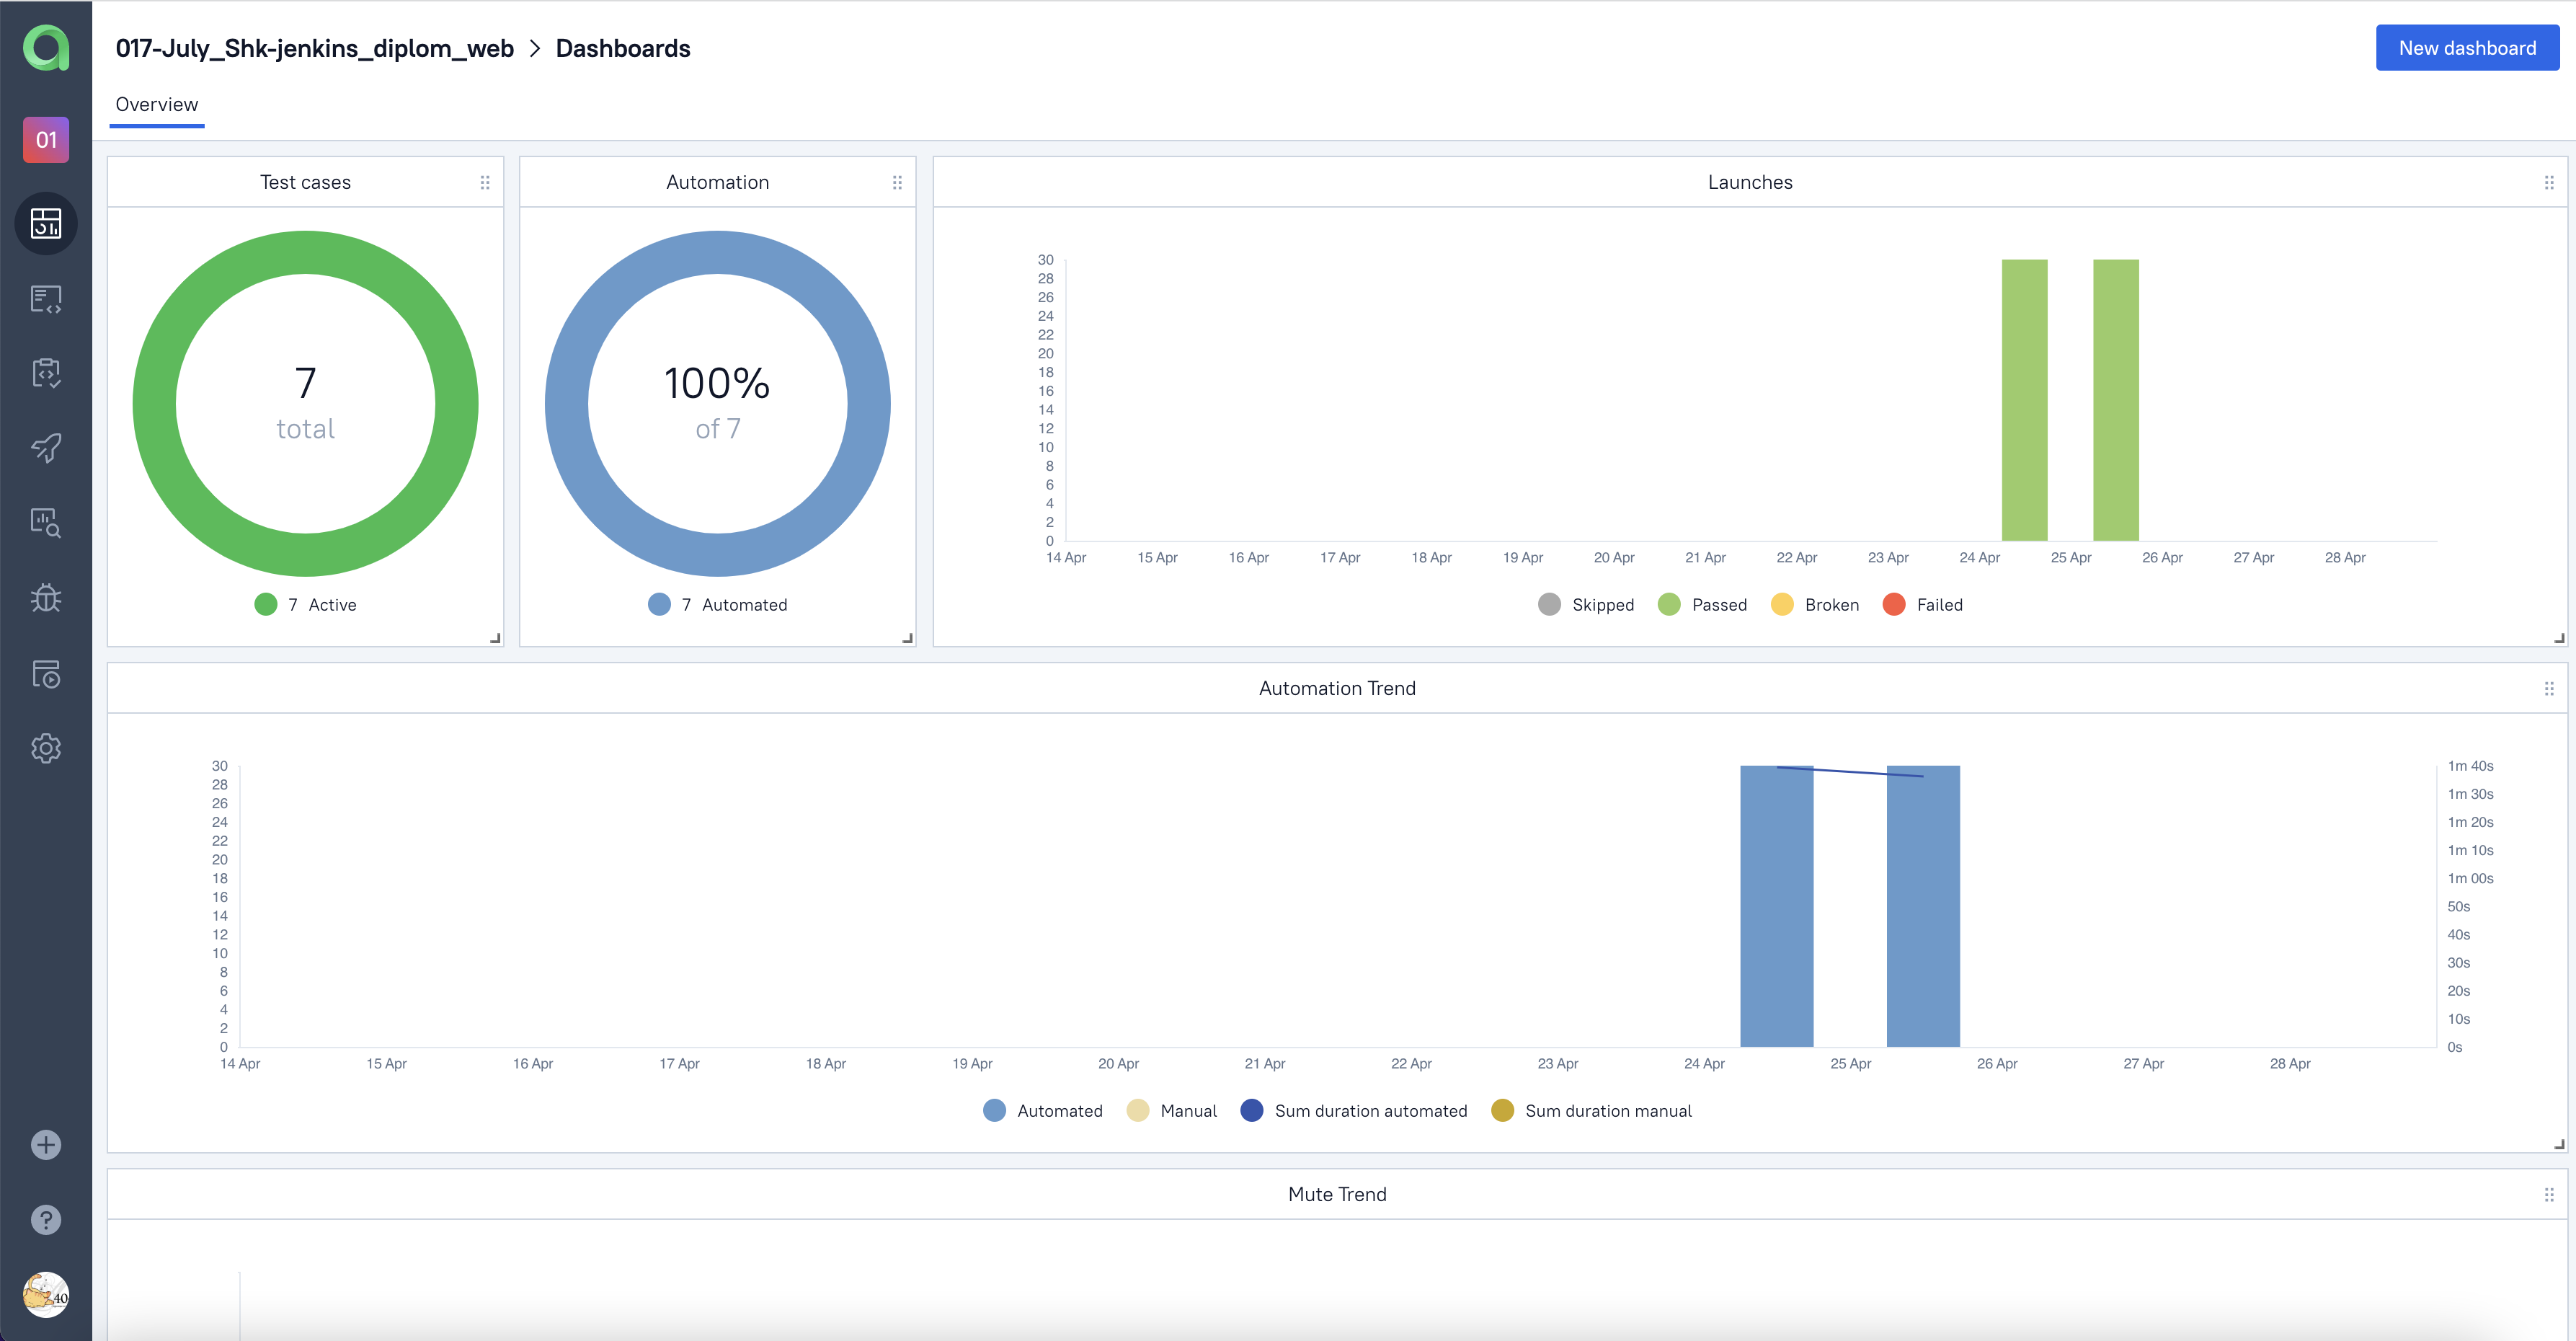 017-July_Shk-jenkins_diplom_web > Dashboards
New dashboard
Overview
01
Test cases
7
total
7 Active
Automation
100%
of 7
7 Automated
Launches
30
28
26
24
22
20
18
16
14
12
10
8
6
4
2
0
14 Apr 15 Apr 16 Apr 17 Apr 18 Apr 19 Apr 20 Apr 21 Apr 22 Apr 23 Apr 24 Apr 25 Apr 26 Apr 27 Apr 28 Apr
Skipped Passed Broken Failed
Automation Trend
30
28
26
24
22
20
18
16
14
12
10
8
6
4
2
0
1m 40s
1m 30s
1m 20s
1m 10s
1m 00s
50s
40s
30s
20s
10s
0s
14 Apr 15 Apr 16 Apr 17 Apr 18 Apr 19 Apr 20 Apr 21 Apr 22 Apr 23 Apr 24 Apr 25 Apr 26 Apr 27 Apr 28 Apr
Automated Manual Sum duration automated Sum duration manual
Mute Trend
?
40